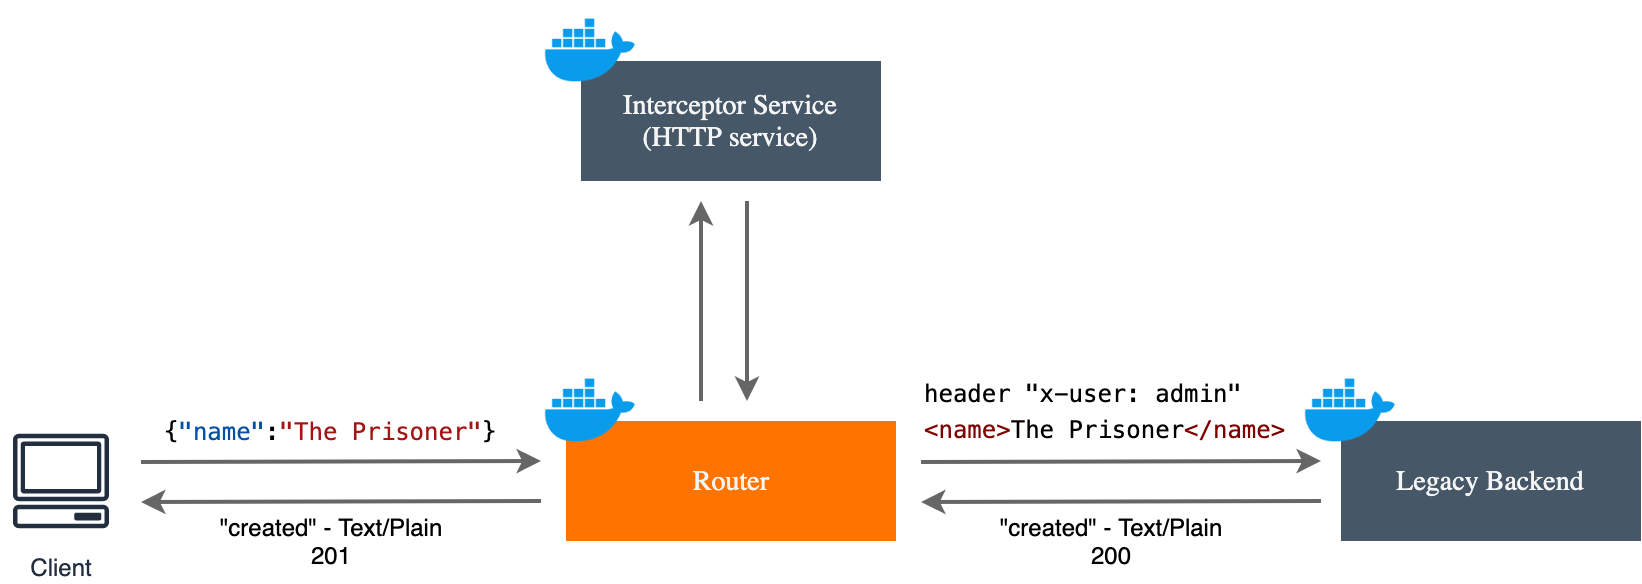 Interceptor Service
(HTTP service)
header "x-user: admin"
{"name":"The Prisoner"}
<name>The Prisoner</name>
Router
Legacy Backend
"created" - Text/Plain
201
"created" - Text/Plain
200
Client